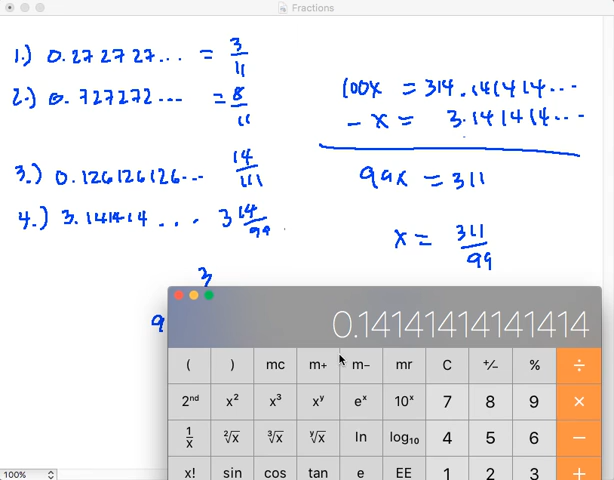 Fractions
1.) 0.272727... = 3/11
2.) 0.727272... = 8/11
3.) 0.126126126... 14/111
4.) 3.141414... 3 14/99
100x = 314.141414...
- x = 3.141414...
99x = 311
x = 311/99
3
9
0.14141414141414
( ) mc m+ m- mr C +/- % ÷
2nd x² x³ xʸ eˣ 10ˣ 7 8 9 ×
1/x ²√x ³√x ʸ√x ln log₁₀ 4 5 6 −
x! sin cos tan e EE 1 2 3 +
100%